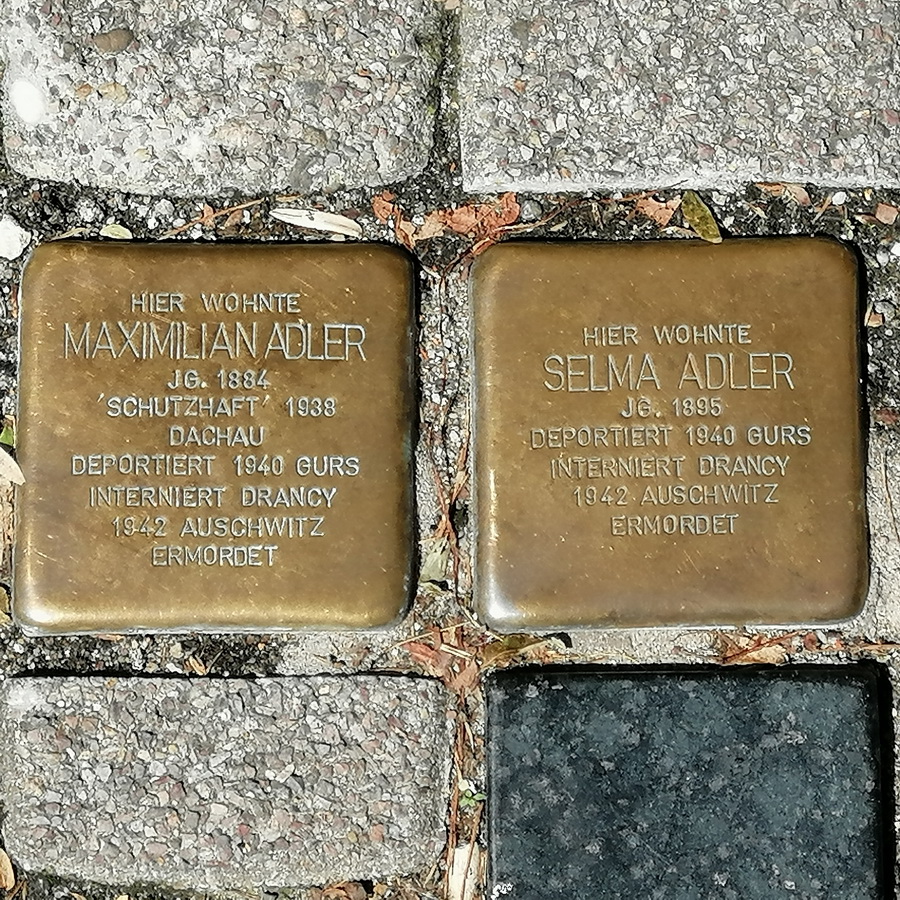 HIER WOHNTE
MAXIMILIAN ADLER
JG. 1884
'SCHUTZHAFT' 1938
DACHAU
DEPORTIERT 1940 GURS
INTERNIERT DRANCY
1942 AUSCHWITZ
ERMORDET
HIER WOHNTE
SELMA ADLER
JG. 1895
DEPORTIERT 1940 GURS
INTERNIERT DRANCY
1942 AUSCHWITZ
ERMORDET